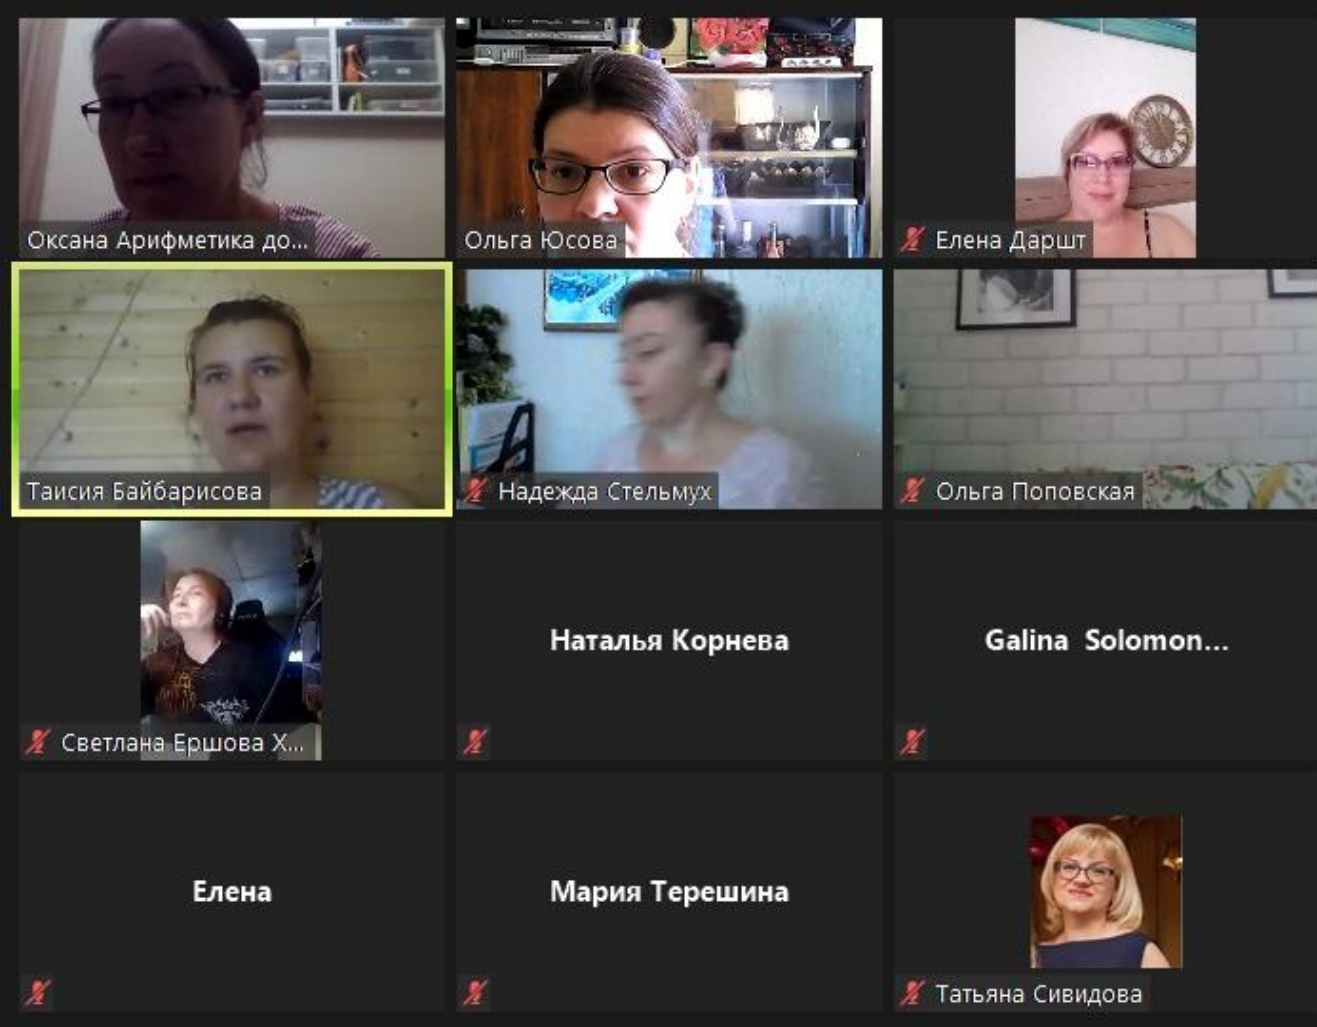 Оксана Арифметика до...
Ольга Юсова
Елена Даршт
Таисия Байбарисова
Надежда Стельмух
Ольга Поповская
Светлана Ершова Х...
Наталья Корнева
Galina Solomon...
Елена
Мария Терешина
Татьяна Сивидова